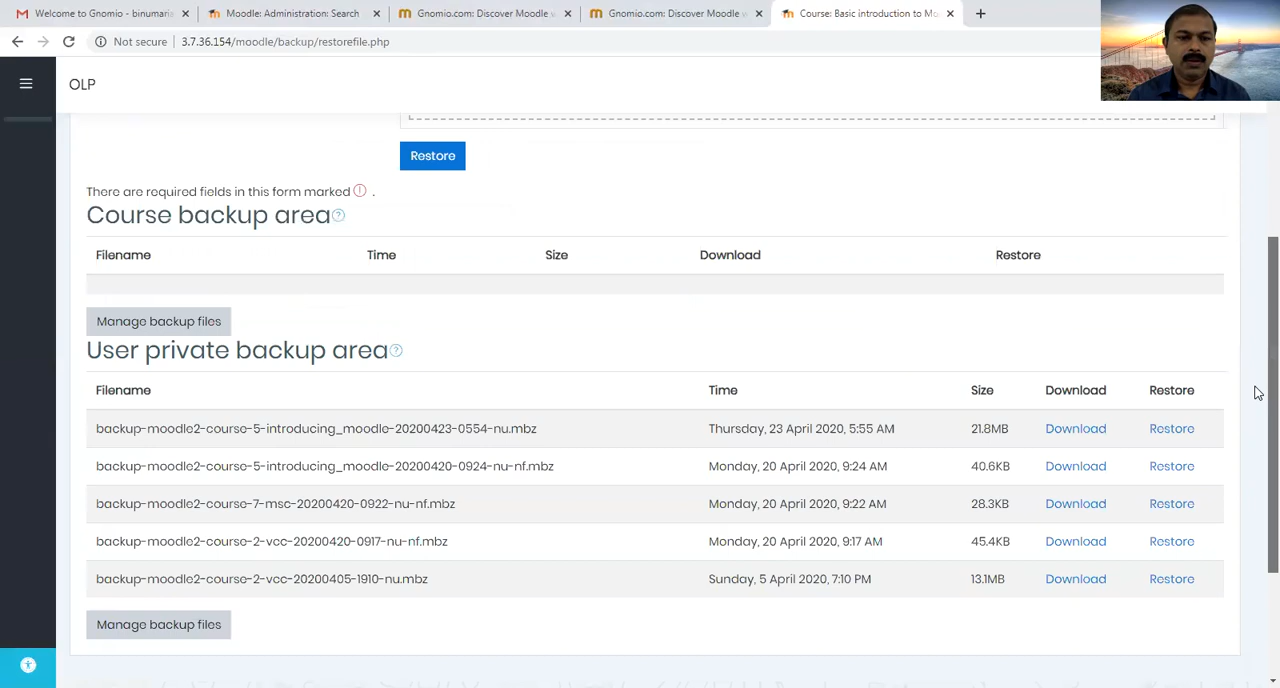 Welcome to Gnomio - binumaria
Moodle: Administration: Search
Gnomio.com: Discover Moodle
Gnomio.com: Discover Moodle
Course: Basic introduction to Mo
Not secure | 3.7.36.154/moodle/backup/restorefile.php
OLP
Restore
There are required fields in this form marked .
Course backup area
Filename Time Size Download Restore
Manage backup files
User private backup area
Filename Time Size Download Restore
backup-moodle2-course-5-introducing_moodle-20200423-0554-nu.mbz Thursday, 23 April 2020, 5:55 AM 21.8MB Download Restore
backup-moodle2-course-5-introducing_moodle-20200420-0924-nu-nf.mbz Monday, 20 April 2020, 9:24 AM 40.6KB Download Restore
backup-moodle2-course-7-msc-20200420-0922-nu-nf.mbz Monday, 20 April 2020, 9:22 AM 28.3KB Download Restore
backup-moodle2-course-2-vcc-20200420-0917-nu-nf.mbz Monday, 20 April 2020, 9:17 AM 45.4KB Download Restore
backup-moodle2-course-2-vcc-20200405-1910-nu.mbz Sunday, 5 April 2020, 7:10 PM 13.1MB Download Restore
Manage backup files